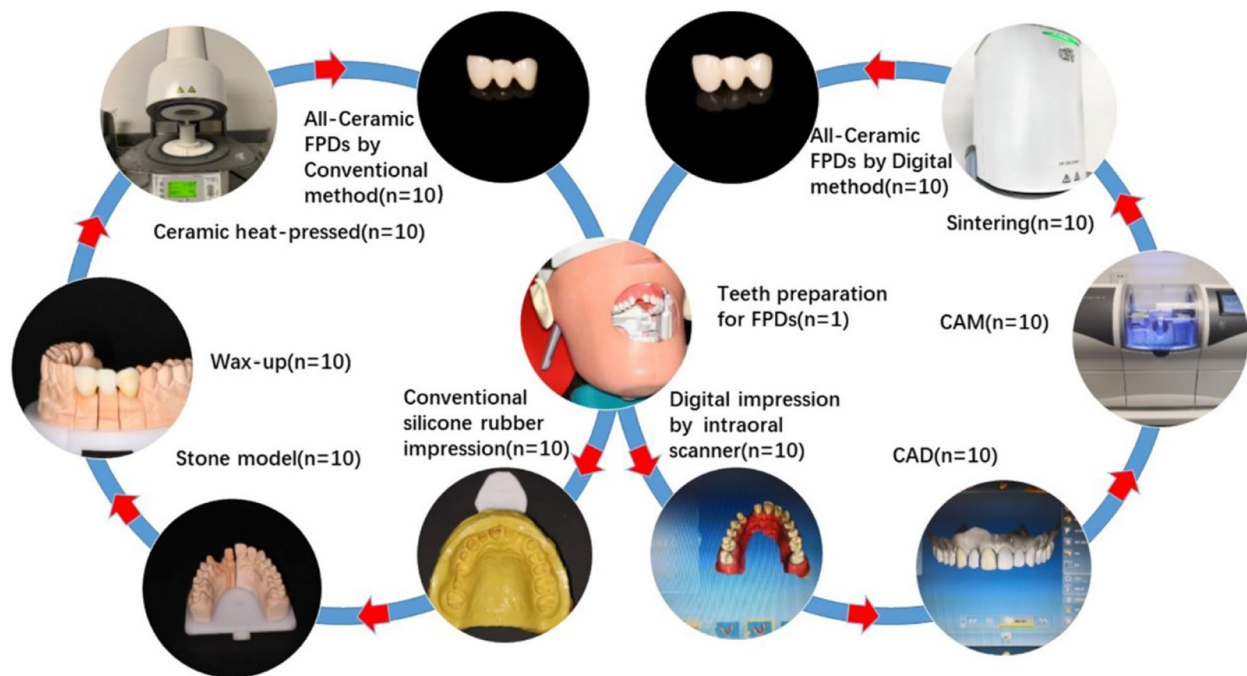 All-Ceramic
FPDs by
Conventional
method(n=10)
All-Ceramic
FPDs by Digital
method(n=10)
Ceramic heat-pressed(n=10)
Sintering(n=10)
Teeth preparation
for FPDs(n=1)
CAM(n=10)
Wax-up(n=10)
Conventional
silicone rubber
impression(n=10)
Digital impression
by intraoral
scanner(n=10)
Stone model(n=10)
CAD(n=10)